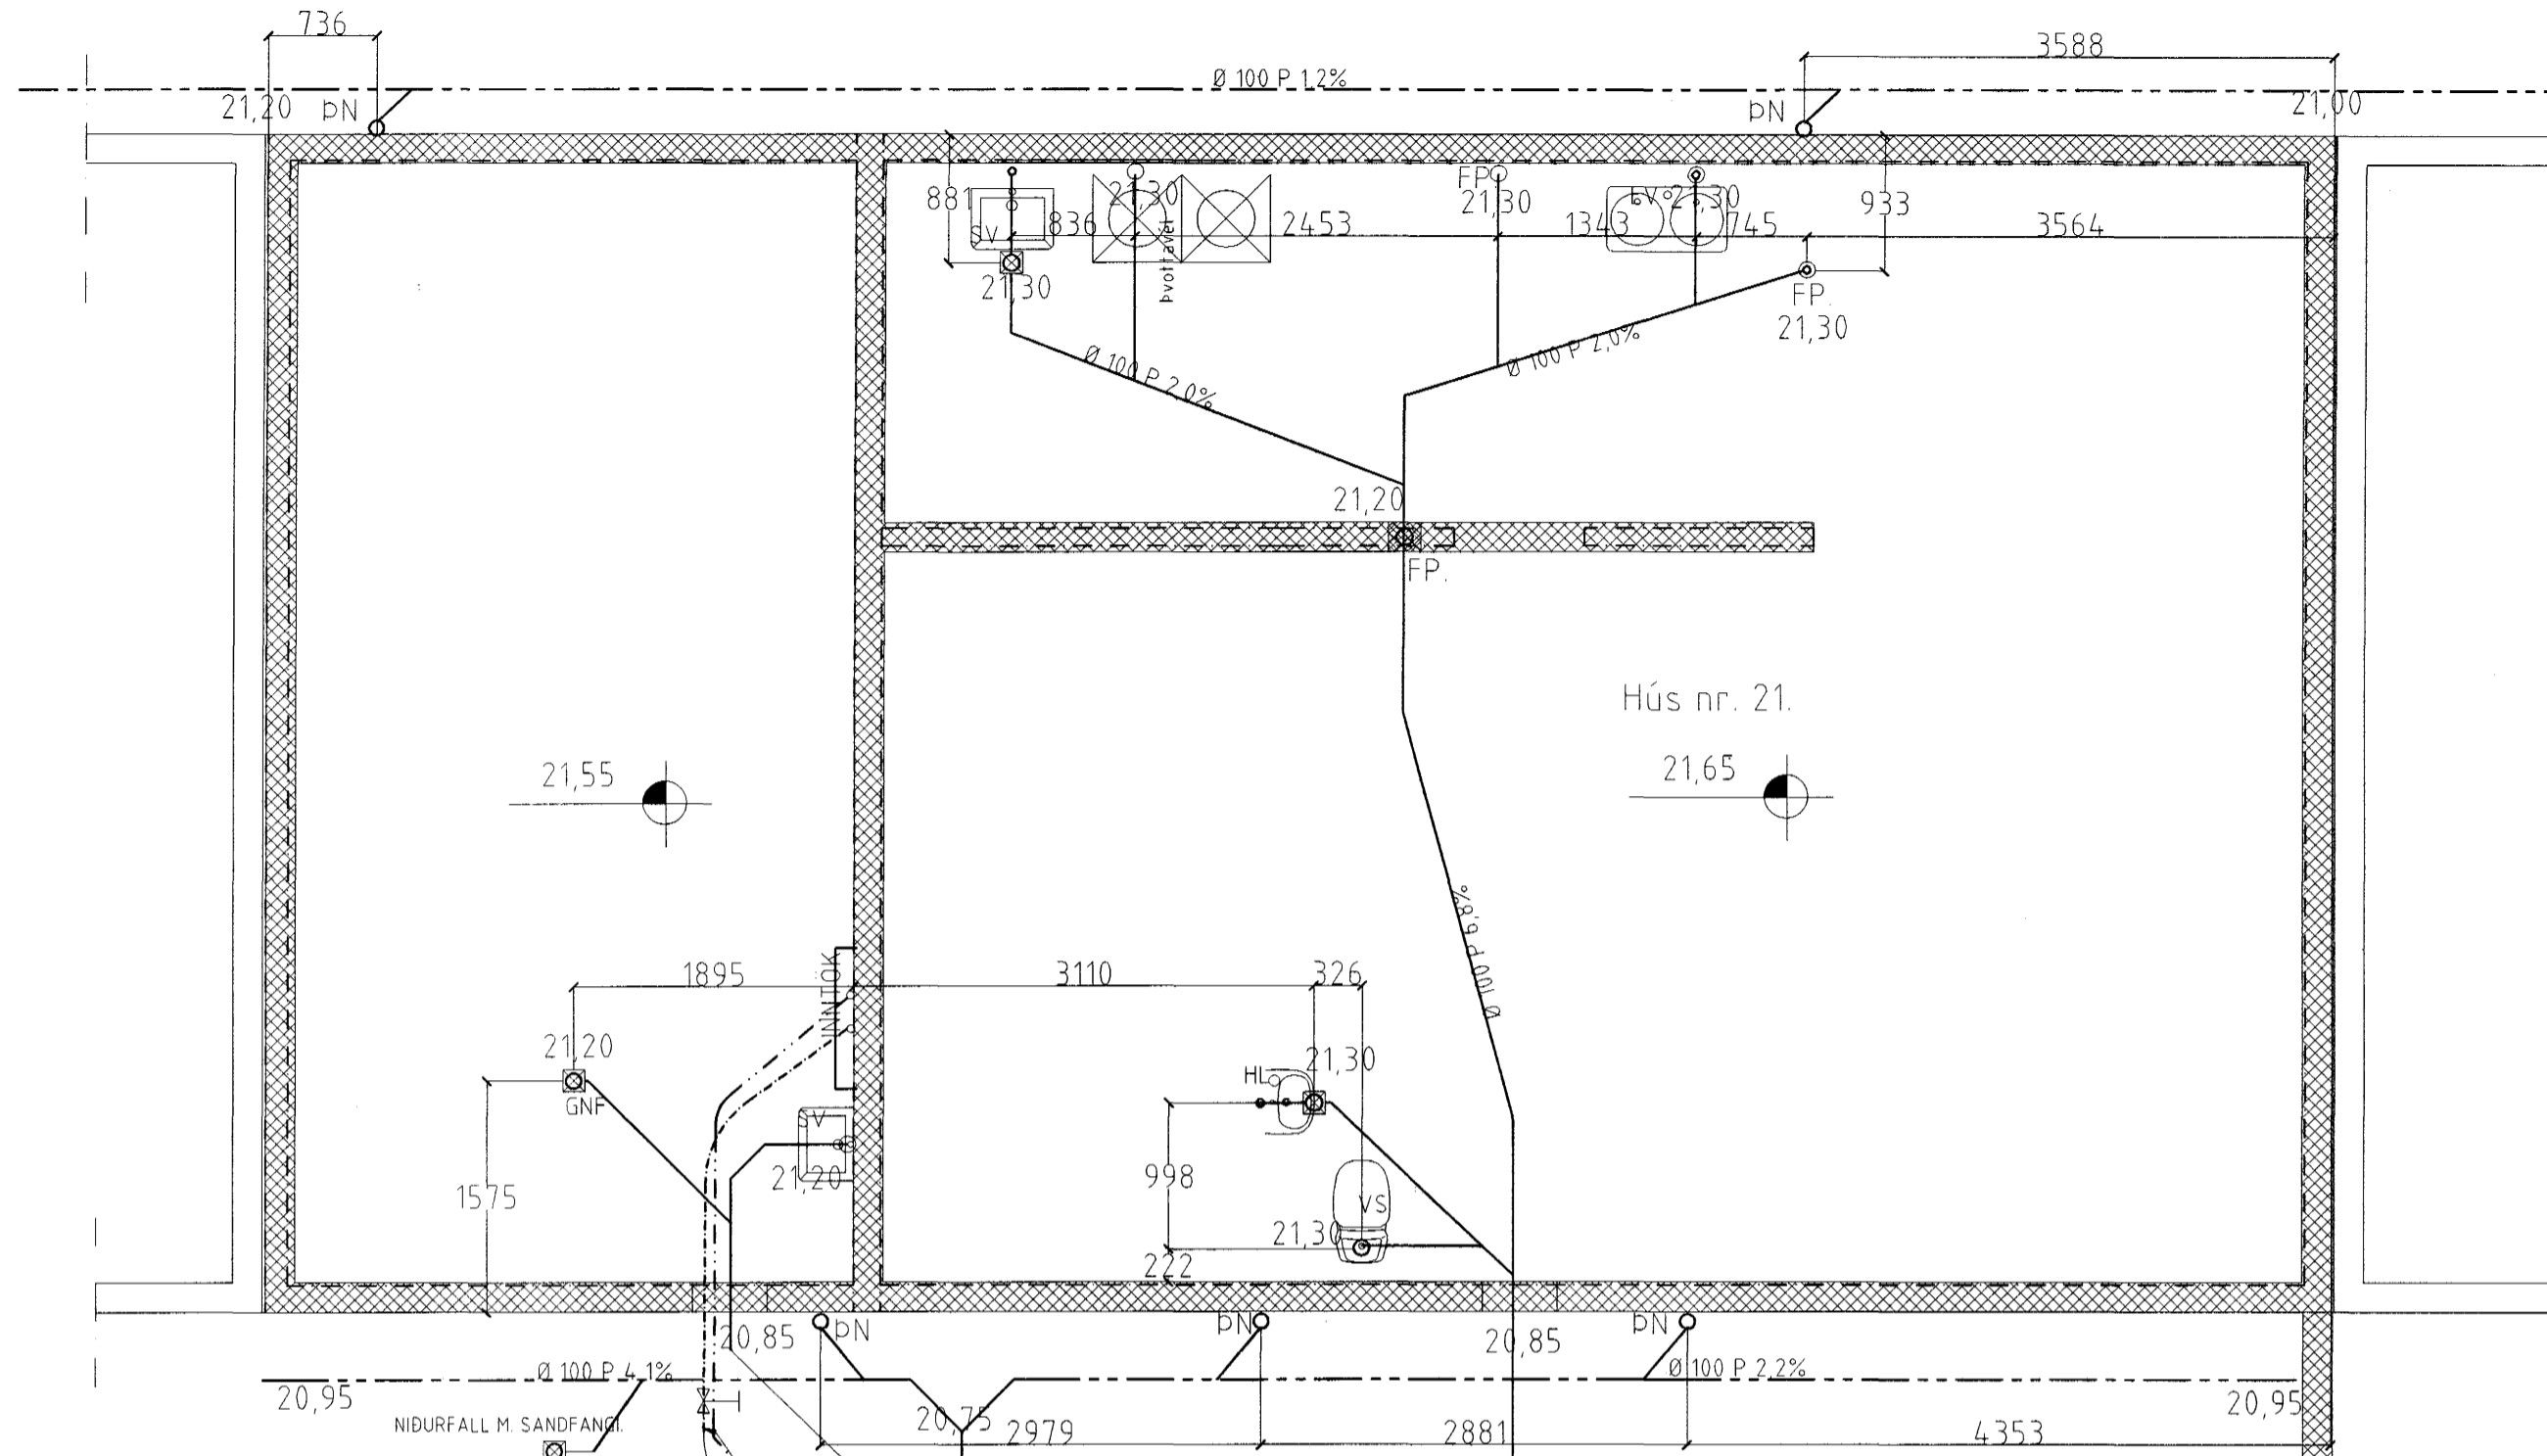 736
3588
Ø 100 P 1,2%
21,20
ÞN
ÞN
21,00
881
SV
836
21,30
Þvottavél
2453
FP.
21,30
1343
21,30
745
933
3564
21,30
FP.
21,30
Ø 100 P 2,0%
Ø 100 P 2,0%
21,20
FP.
Hús nr. 21.
21,55
21,65
Ø 100 P 6,8%
1895
INNTÖK
3110
326
21,20
GNF
21,30
HL
V
21,20
998
VS
1575
21,30
222
20,85
ÞN
ÞN
20,85
ÞN
Ø 100 P 4,1%
Ø 100 P 2,2%
20,95
20,95
NIÐURFALL M. SANDFANGI.
20,75
2979
2881
4353